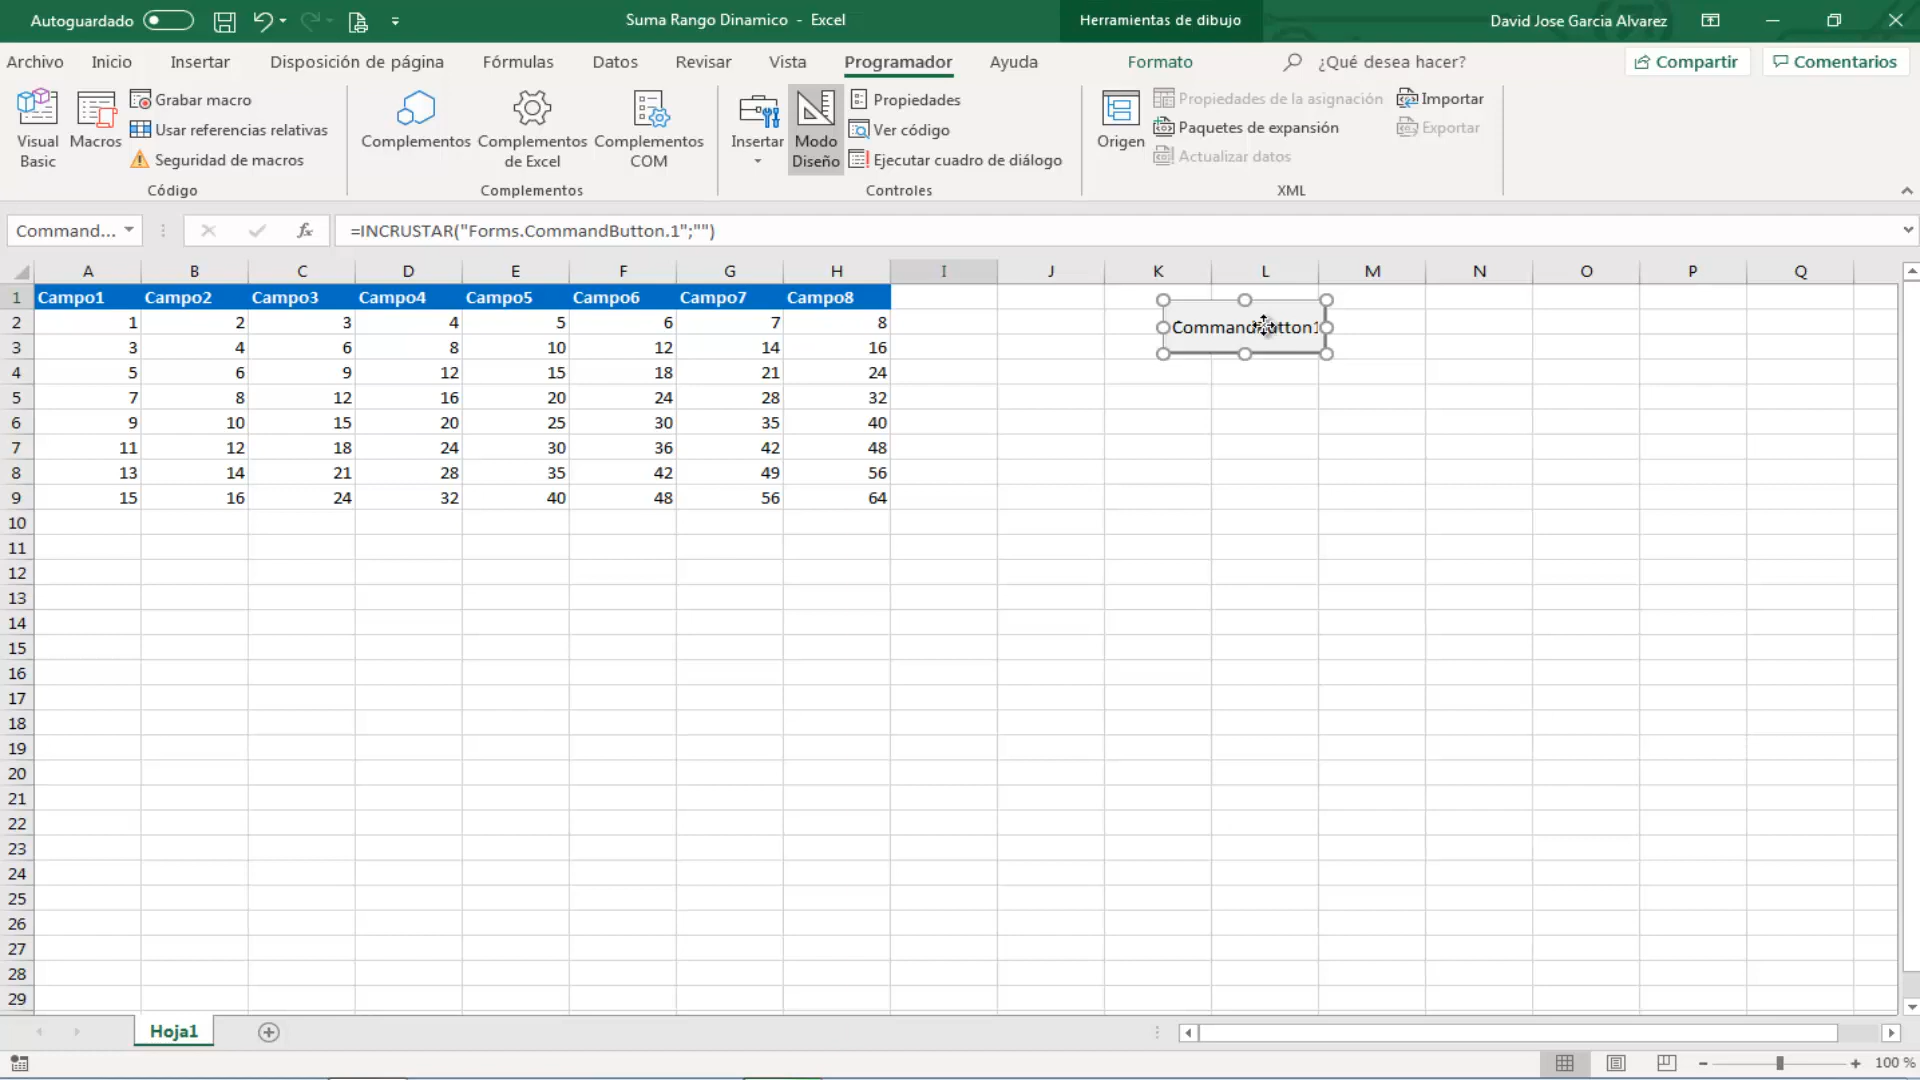 Autoguardado
Suma Rango Dinamico - Excel
Herramientas de dibujo
David Jose Garcia Alvarez
Archivo Inicio Insertar Disposición de página Fórmulas Datos Revisar Vista Programador Ayuda Formato ¿Qué desea hacer? Compartir Comentarios
Visual Basic
Macros
Grabar macro
Usar referencias relativas
Seguridad de macros
Código
Complementos
Complementos de Excel
Complementos COM
Complementos
Insertar
Modo Diseño
Propiedades
Ver código
Ejecutar cuadro de diálogo
Controles
Origen
Propiedades de la asignación
Paquetes de expansión
Actualizar datos
Importar
Exportar
XML
Command... fx =INCRUSTAR("Forms.CommandButton.1";"")
A B C D E F G H I J K L M N O P Q
1 Campo1 Campo2 Campo3 Campo4 Campo5 Campo6 Campo7 Campo8
2 1 2 3 4 5 6 7 8
CommandButton1
3 3 4 6 8 10 12 14 16
4 5 6 9 12 15 18 21 24
5 7 8 12 16 20 24 28 32
6 9 10 15 20 25 30 35 40
7 11 12 18 24 30 36 42 48
8 13 14 21 28 35 42 49 56
9 15 16 24 32 40 48 56 64
10
11
12
13
14
15
16
17
18
19
20
21
22
23
24
25
26
27
28
29
Hoja1
100 %